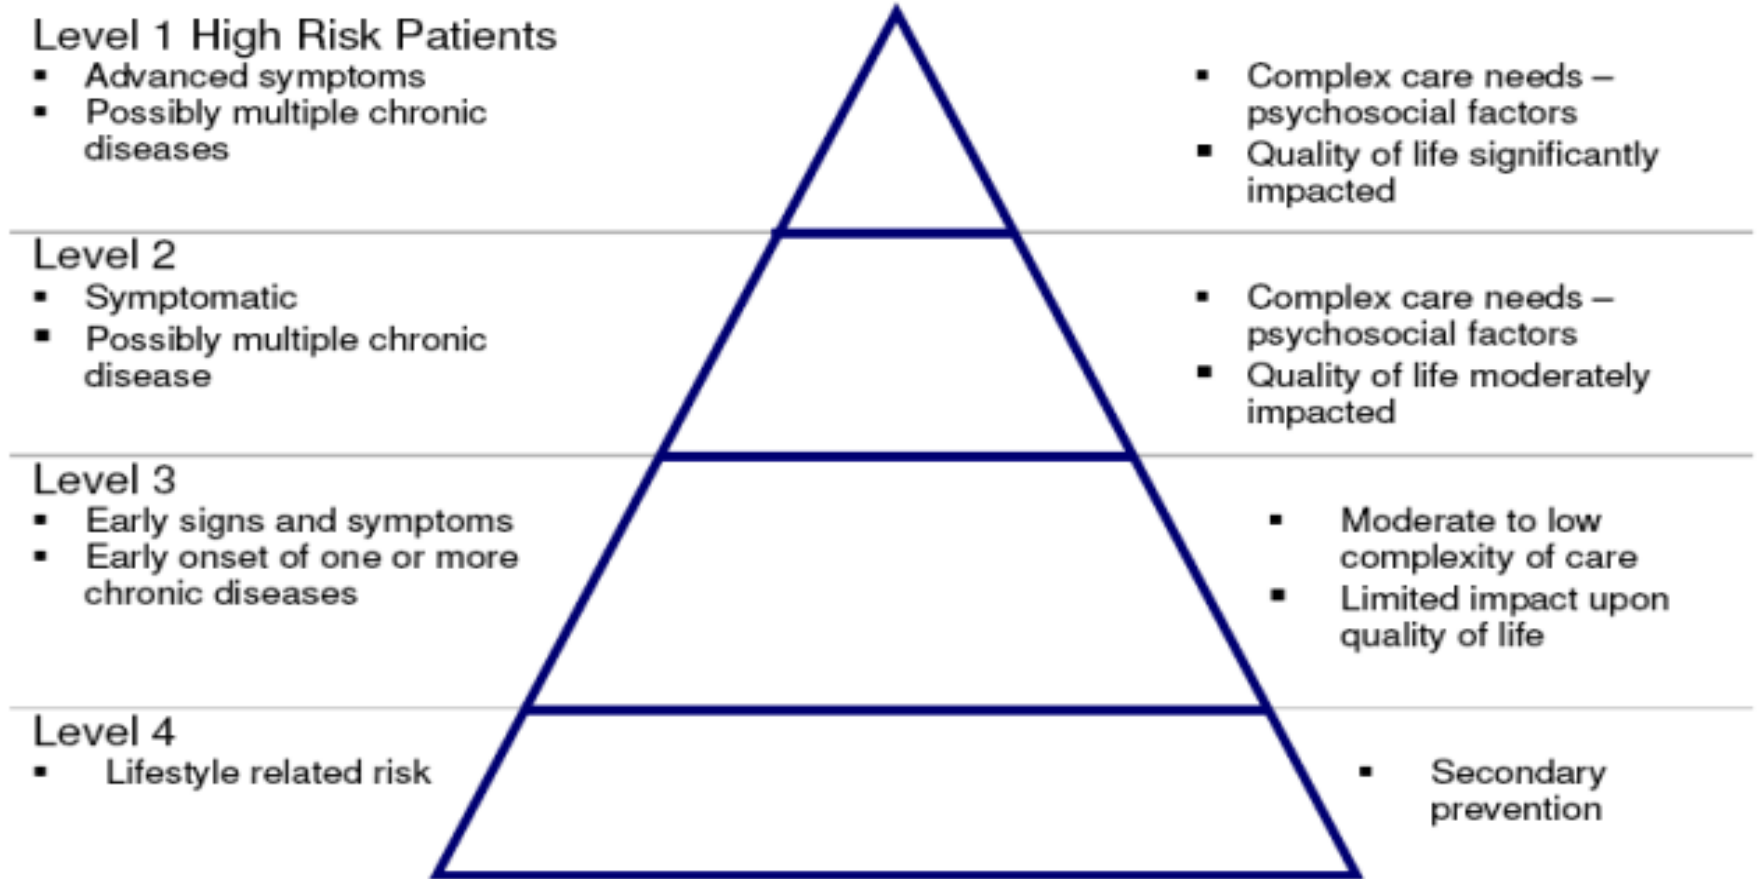 Level 1 High Risk Patients
▪ Advanced symptoms
▪ Possibly multiple chronic
diseases
▪ Complex care needs –
psychosocial factors
▪ Quality of life significantly
impacted
Level 2
▪ Symptomatic
▪ Possibly multiple chronic
disease
▪ Complex care needs –
psychosocial factors
▪ Quality of life moderately
impacted
Level 3
▪ Early signs and symptoms
▪ Early onset of one or more
chronic diseases
▪ Moderate to low
complexity of care
▪ Limited impact upon
quality of life
Level 4
▪ Lifestyle related risk
▪ Secondary
prevention